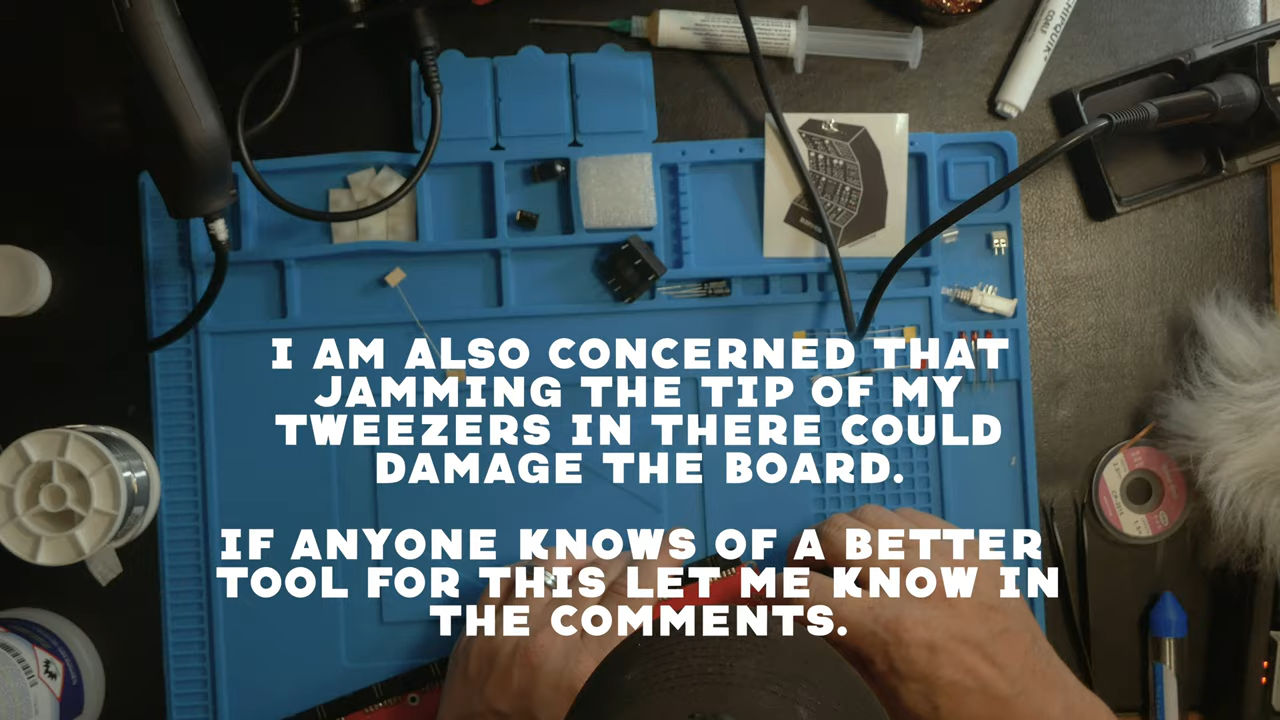 CHIPQUIK®
I AM ALSO CONCERNED THAT
JAMMING THE TIP OF MY
TWEEZERS IN THERE COULD
DAMAGE THE BOARD.
IF ANYONE KNOWS OF A BETTER
TOOL FOR THIS LET ME KNOW IN
THE COMMENTS.